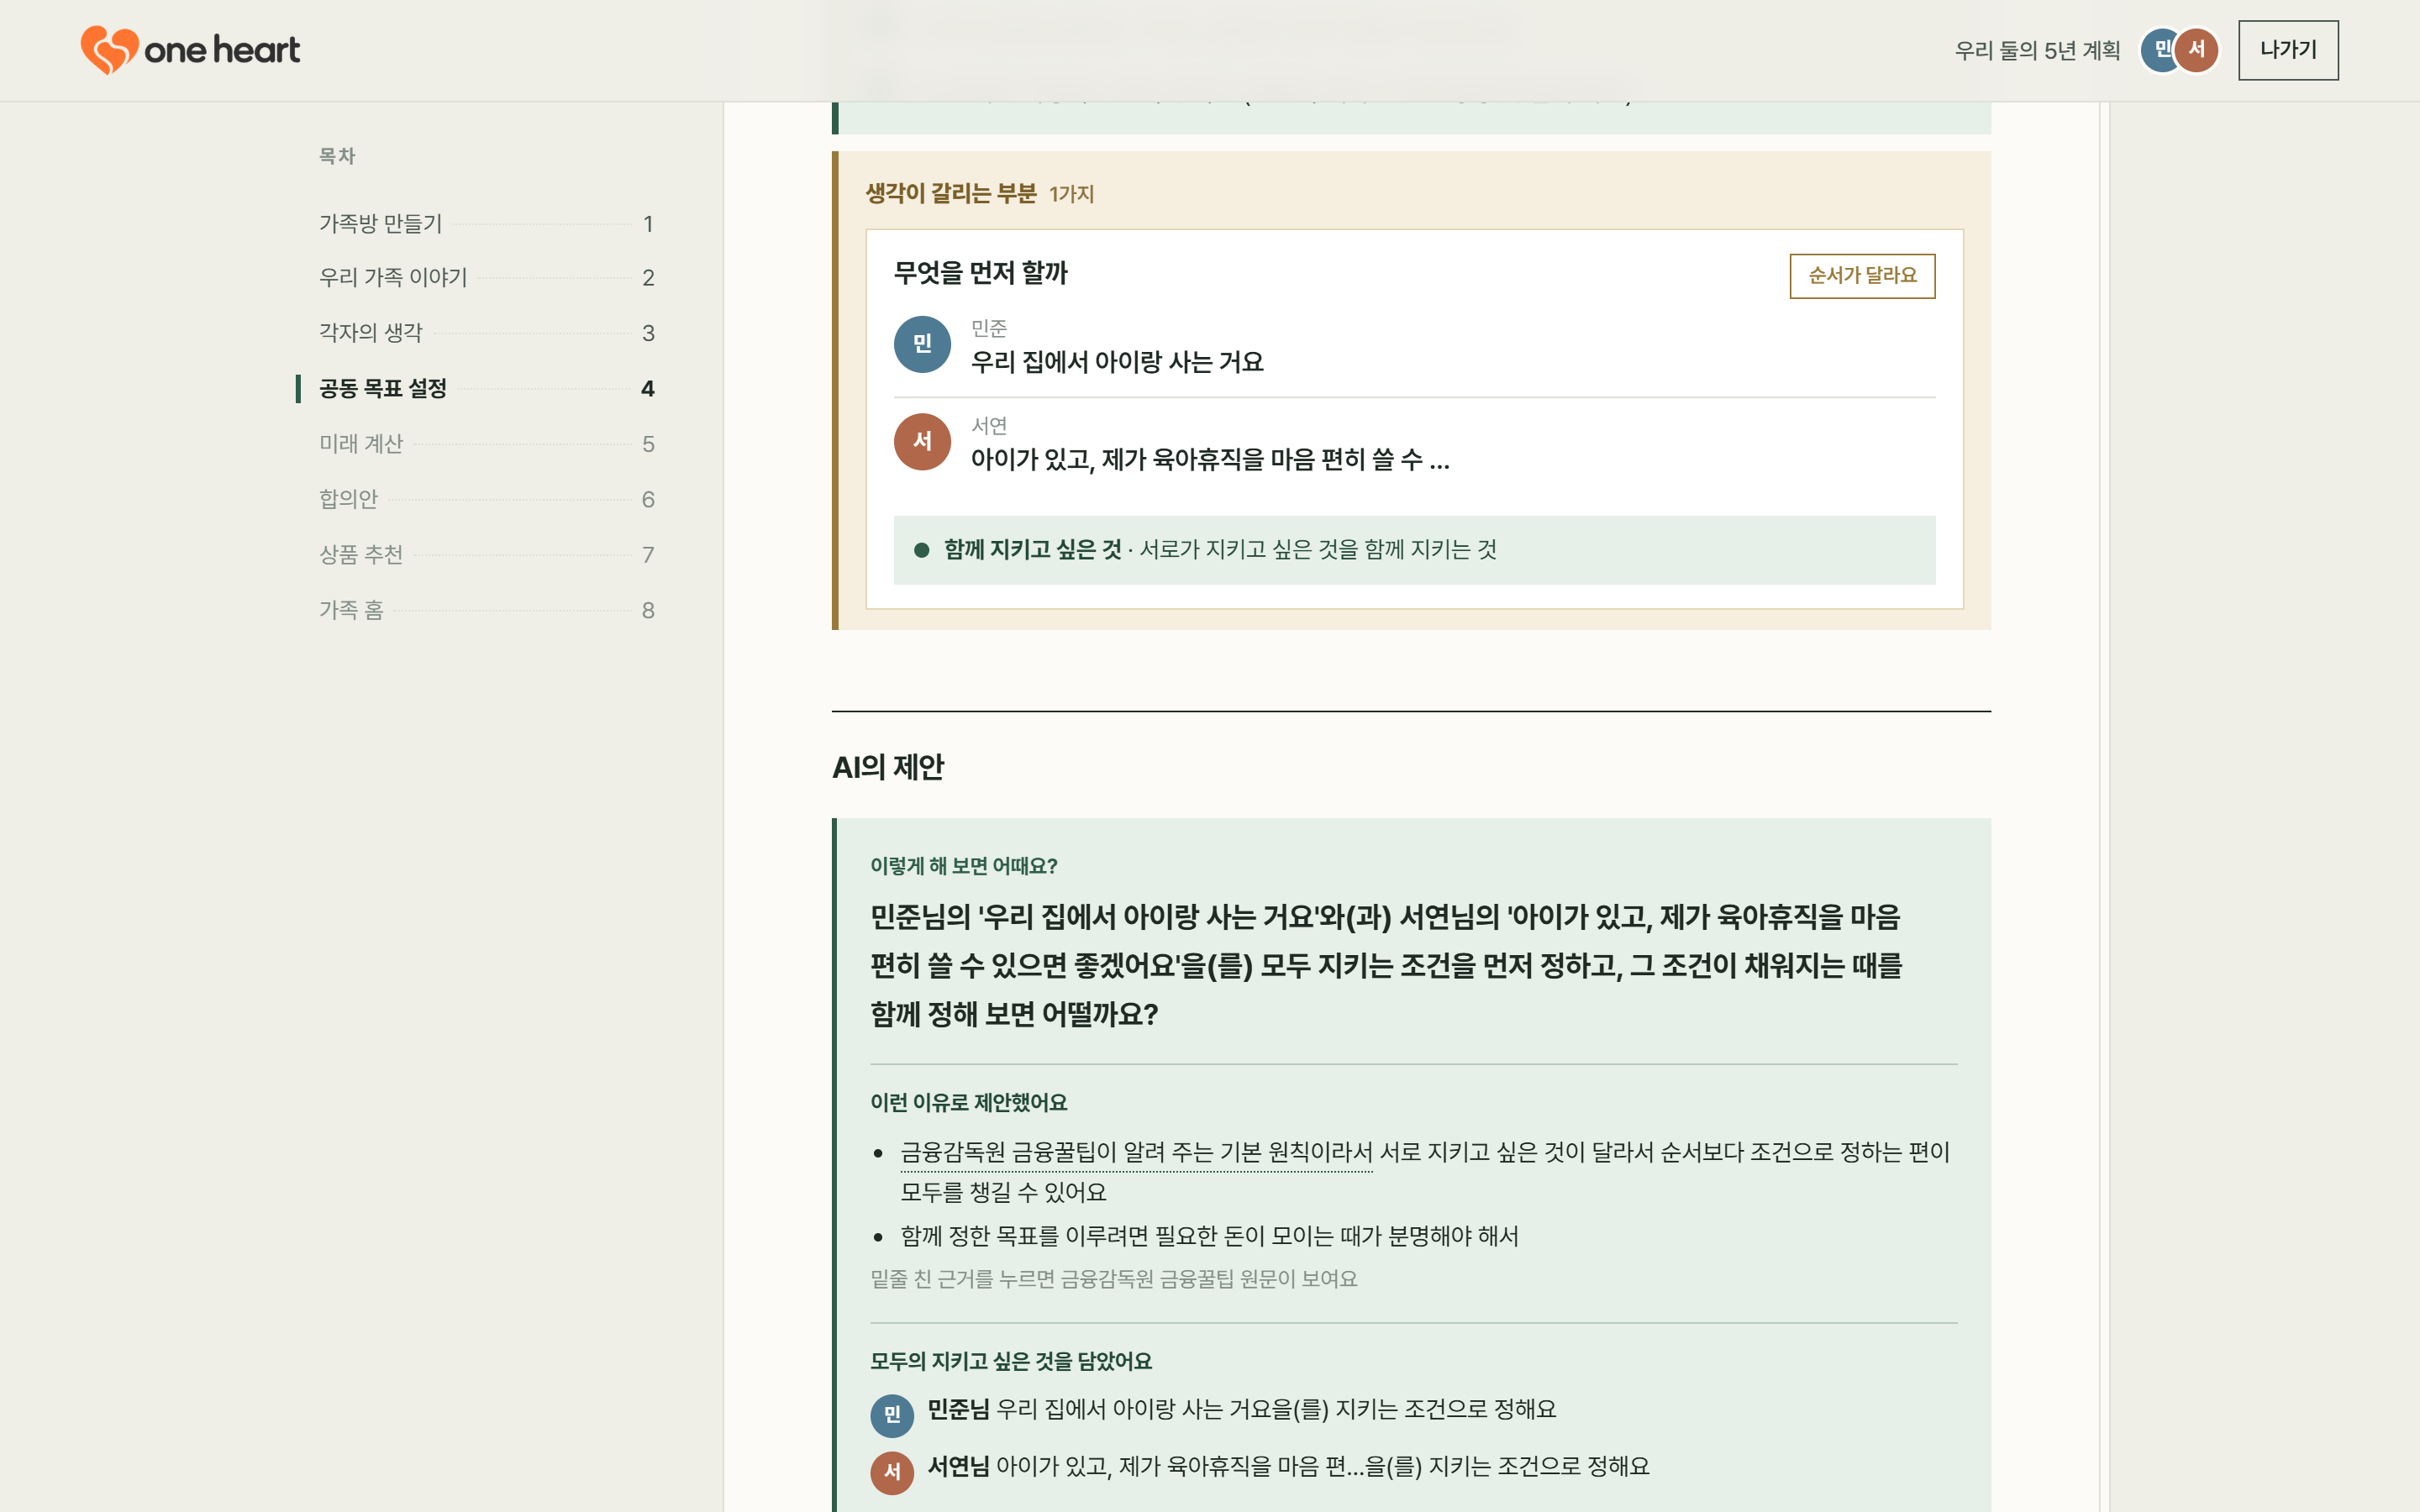 one heart
우리 둘의 5년 계획
민
서
나가기
목차
가족방 만들기 1
우리 가족 이야기 2
각자의 생각 3
공동 목표 설정 4
미래 계산 5
합의안 6
상품 추천 7
가족 홈 8
생각이 갈리는 부분 1가지
무엇을 먼저 할까
순서가 달라요
민
민준
우리 집에서 아이랑 사는 거요
서
서연
아이가 있고, 제가 육아휴직을 마음 편히 쓸 수 ...
함께 지키고 싶은 것 · 서로가 지키고 싶은 것을 함께 지키는 것
AI의 제안
이렇게 해 보면 어때요?
민준님의 '우리 집에서 아이랑 사는 거요'와(과) 서연님의 '아이가 있고, 제가 육아휴직을 마음
편히 쓸 수 있으면 좋겠어요'을(를) 모두 지키는 조건을 먼저 정하고, 그 조건이 채워지는 때를
함께 정해 보면 어떨까요?
이런 이유로 제안했어요
• 금융감독원 금융꿀팁이 알려 주는 기본 원칙이라서 서로 지키고 싶은 것이 달라서 순서보다 조건으로 정하는 편이
모두를 챙길 수 있어요
• 함께 정한 목표를 이루려면 필요한 돈이 모이는 때가 분명해야 해서
밑줄 친 근거를 누르면 금융감독원 금융꿀팁 원문이 보여요
모두의 지키고 싶은 것을 담았어요
민
민준님 우리 집에서 아이랑 사는 거요을(를) 지키는 조건으로 정해요
서
서연님 아이가 있고, 제가 육아휴직을 마음 편...을(를) 지키는 조건으로 정해요